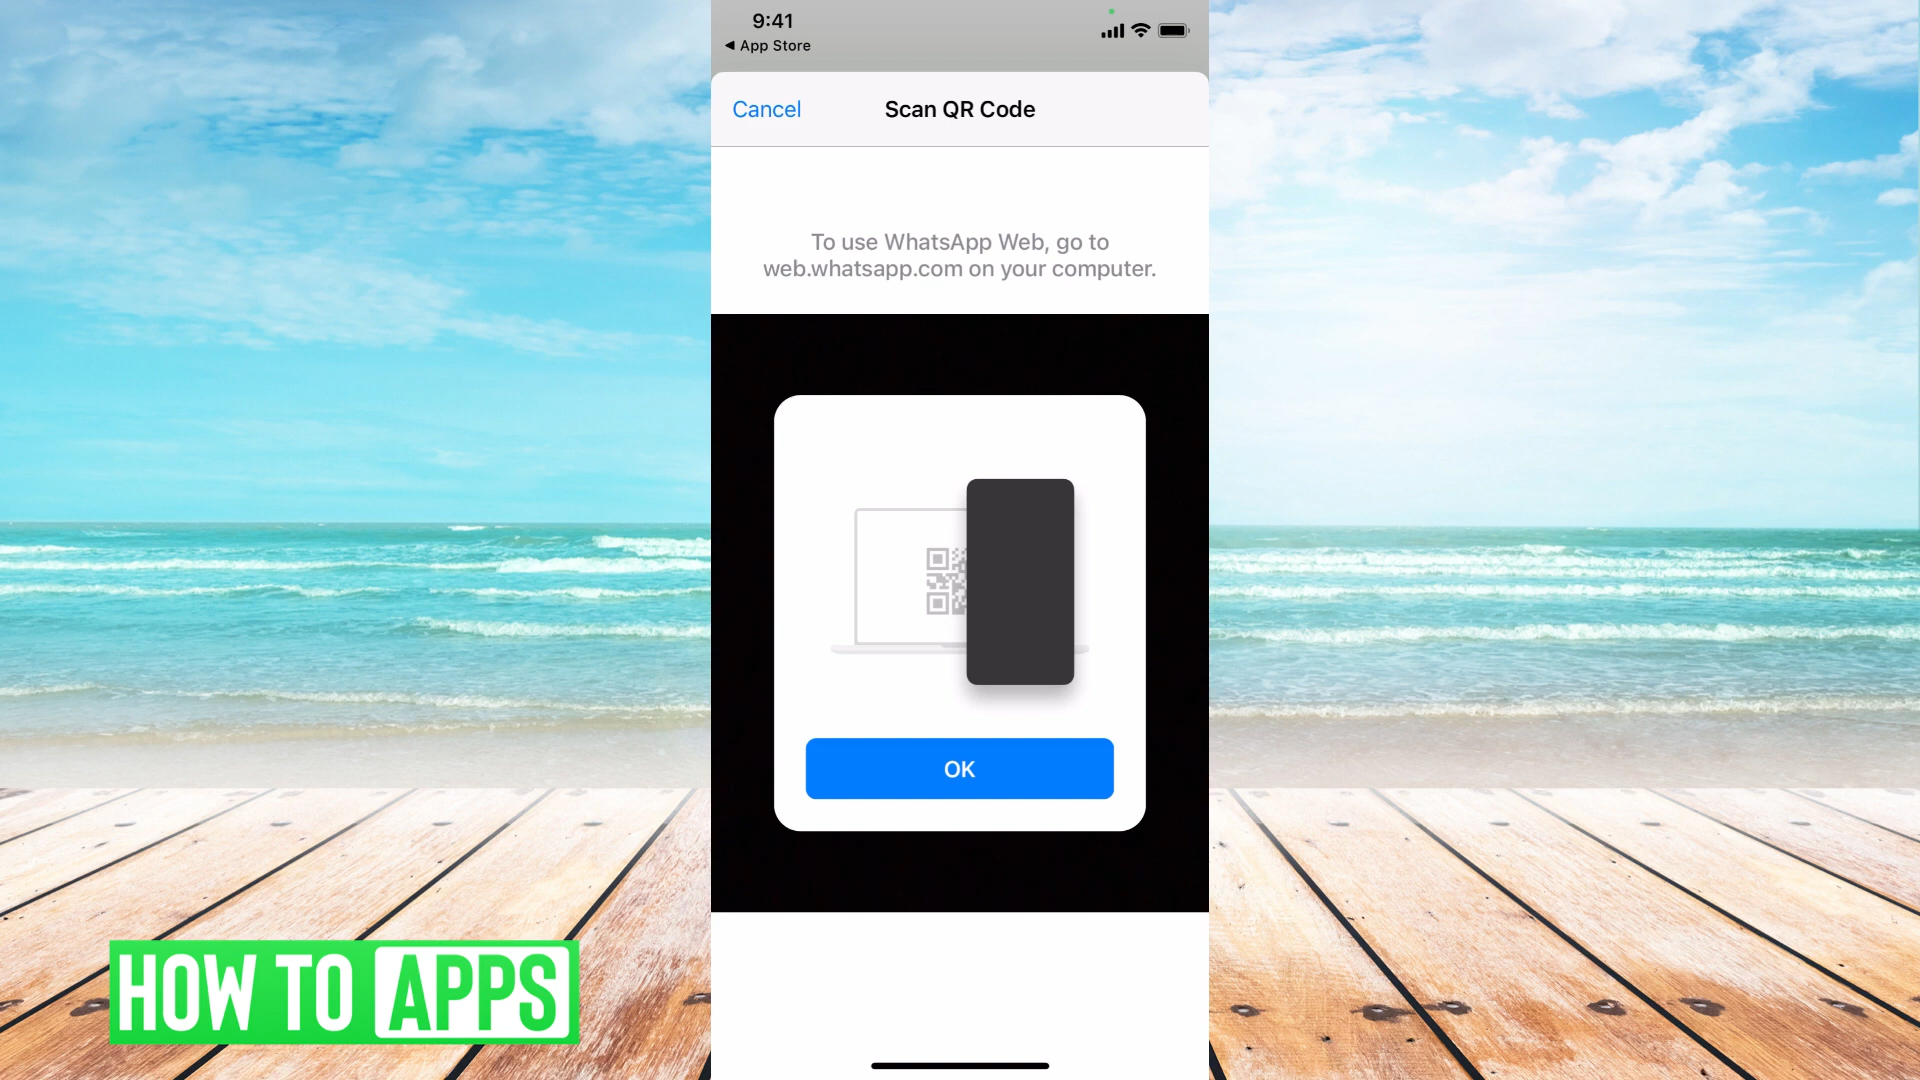 9:41
◀ App Store
Cancel
Scan QR Code
To use WhatsApp Web, go to
web.whatsapp.com on your computer.
OK
HOW TO APPS